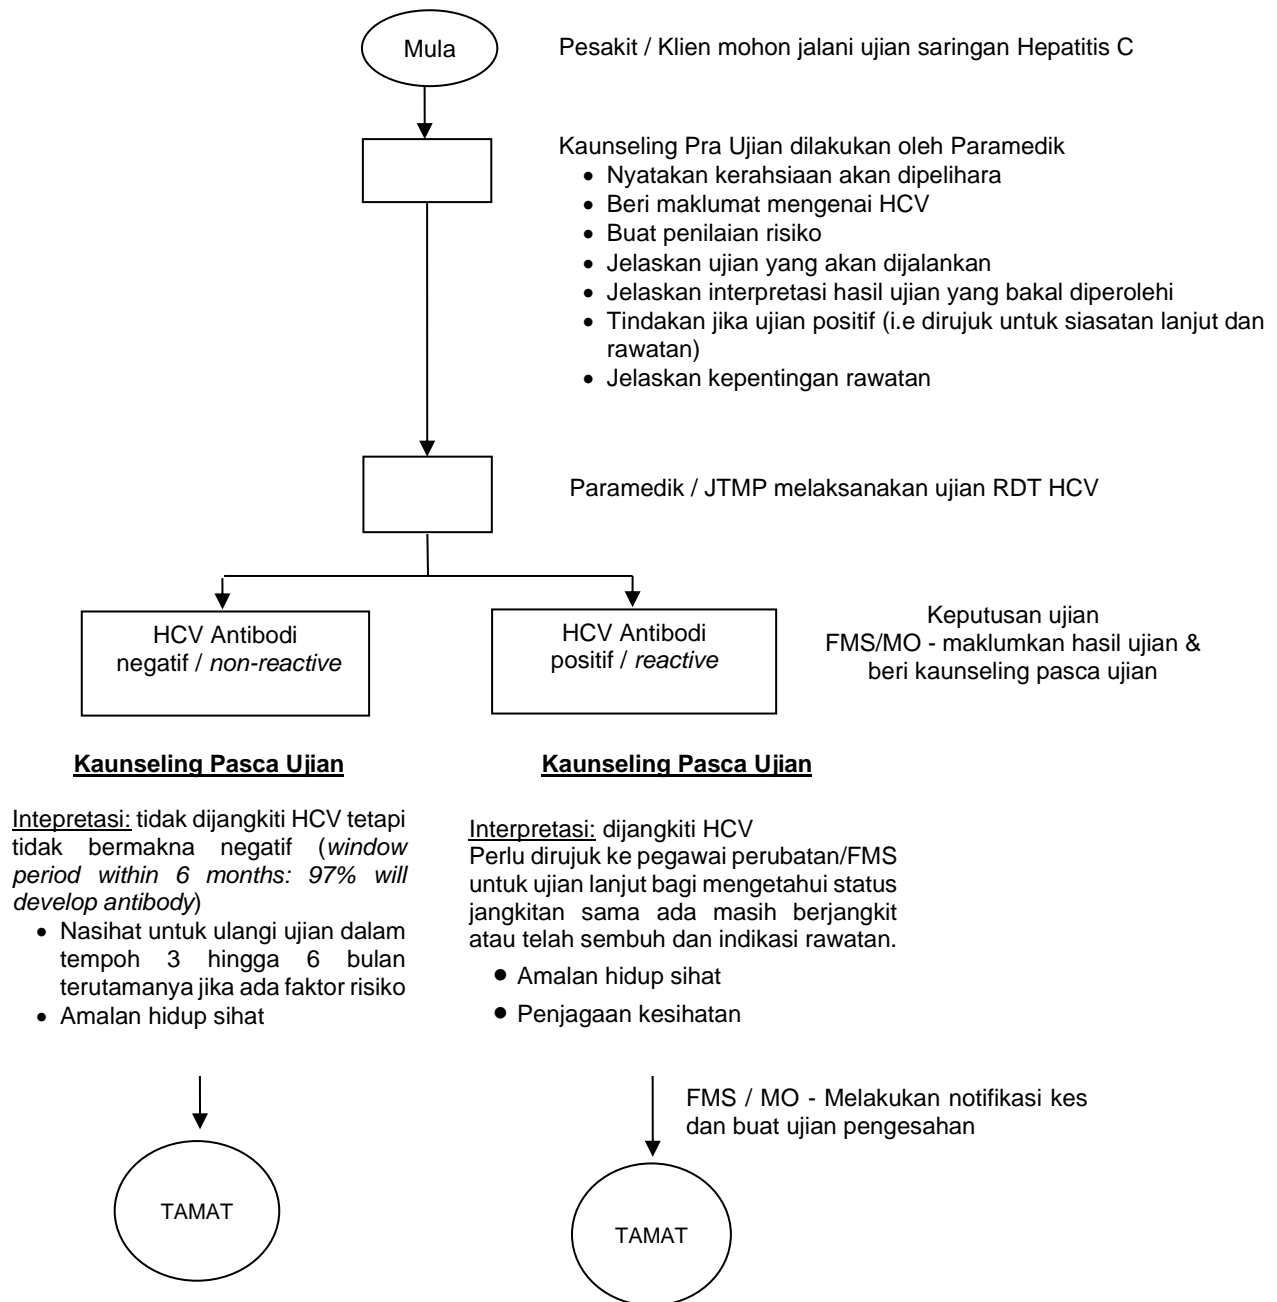 Mula
Pesakit / Klien mohon jalani ujian saringan Hepatitis C
Kaunseling Pra Ujian dilakukan oleh Paramedik
• Nyatakan kerahsiaan akan dipelihara
• Beri maklumat mengenai HCV
• Buat penilaian risiko
• Jelaskan ujian yang akan dijalankan
• Jelaskan interpretasi hasil ujian yang bakal diperolehi
• Tindakan jika ujian positif (i.e dirujuk untuk siasatan lanjut dan
rawatan)
• Jelaskan kepentingan rawatan
Paramedik / JTMP melaksanakan ujian RDT HCV
HCV Antibodi
negatif / non-reactive
HCV Antibodi
positif / reactive
Keputusan ujian
FMS/MO - maklumkan hasil ujian &
beri kaunseling pasca ujian
Kaunseling Pasca Ujian
Intepretasi: tidak dijangkiti HCV tetapi
tidak bermakna negatif (window
period within 6 months: 97% will
develop antibody)
• Nasihat untuk ulangi ujian dalam
tempoh 3 hingga 6 bulan
terutamanya jika ada faktor risiko
• Amalan hidup sihat
TAMAT
Kaunseling Pasca Ujian
Interpretasi: dijangkiti HCV
Perlu dirujuk ke pegawai perubatan/FMS
untuk ujian lanjut bagi mengetahui status
jangkitan sama ada masih berjangkit
atau telah sembuh dan indikasi rawatan.
• Amalan hidup sihat
• Penjagaan kesihatan
FMS / MO - Melakukan notifikasi kes
dan buat ujian pengesahan
TAMAT